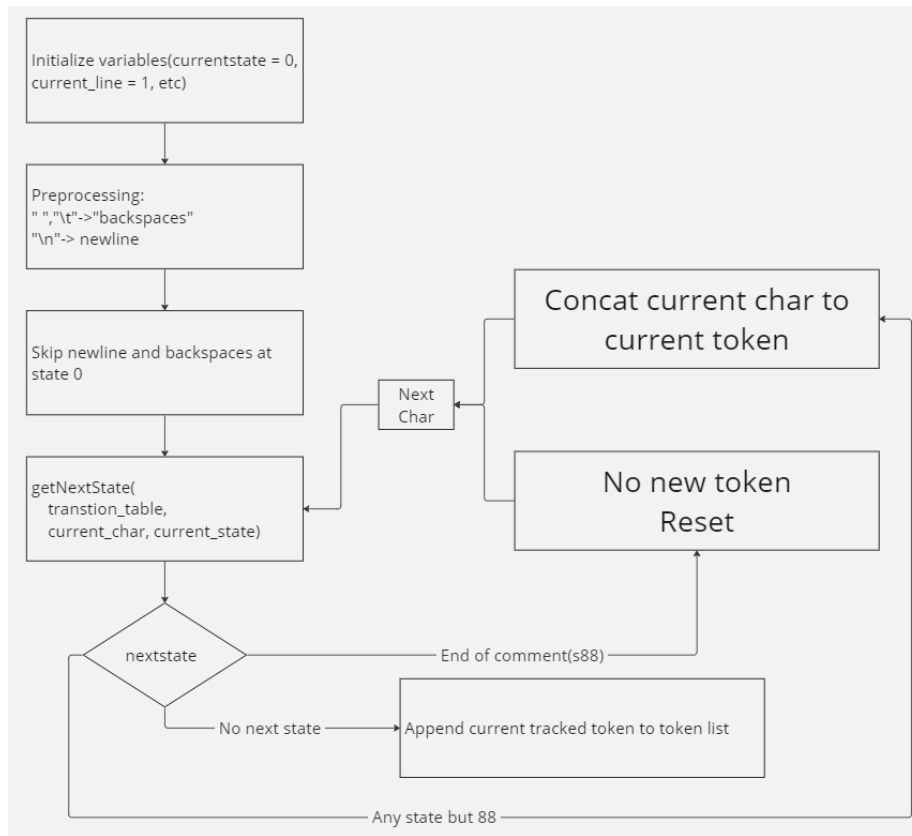 Initialize variables(currentstate = 0,
current_line = 1, etc)
Preprocessing:
" ","\t"->"backspaces"
"\n"-> newline
Skip newline and backspaces at
state 0
getNextState(
transtion_table,
current_char, current_state)
nextstate
Concat current char to
current token
Next
Char
No new token
Reset
End of comment(s88)
No next state
Append current tracked token to token list
Any state but 88